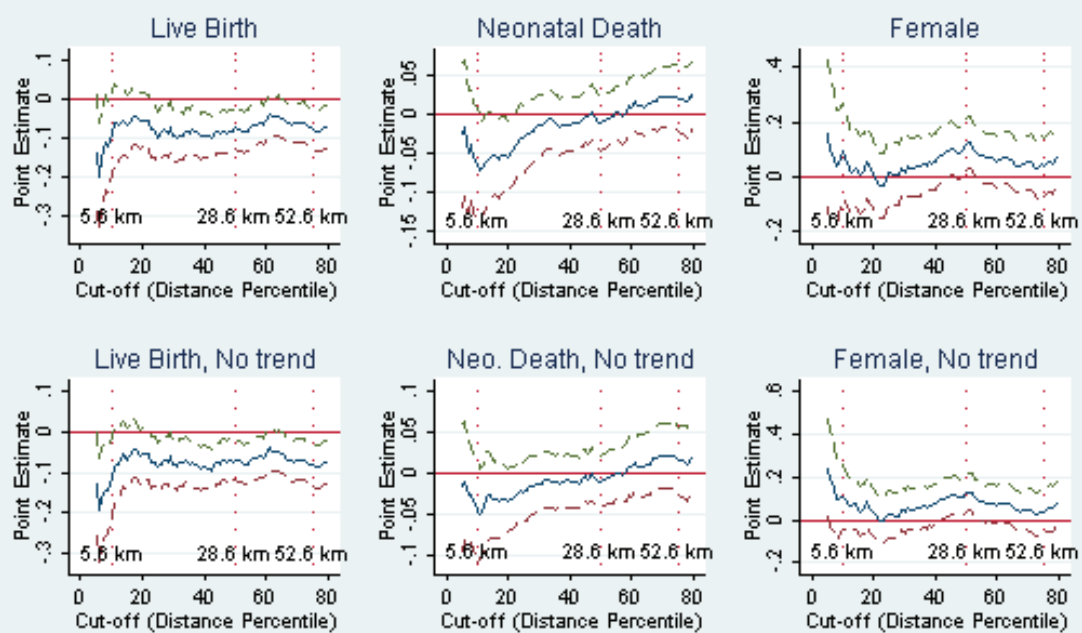 Live Birth
Neonatal Death
Female
Point Estimate
.1
0
-.1
-.2
-.3
5.6 km
28.6 km
52.6 km
0 20 40 60 80
Cut-off (Distance Percentile)
Point Estimate
.05
0
-.05
-.1
-.15
5.6 km
28.6 km
52.6 km
0 20 40 60 80
Cut-off (Distance Percentile)
Point Estimate
.4
.2
0
-.2
5.6 km
28.6 km
52.6 km
0 20 40 60 80
Cut-off (Distance Percentile)
Live Birth, No trend
Neo. Death, No trend
Female, No trend
Point Estimate
.1
0
-.1
-.2
-.3
5.6 km
28.6 km
52.6 km
0 20 40 60 80
Cut-off (Distance Percentile)
Point Estimate
.1
.05
0
-.05
-.1
5.6 km
28.6 km
52.6 km
0 20 40 60 80
Cut-off (Distance Percentile)
Point Estimate
.6
.4
.2
0
-.2
5.6 km
28.6 km
52.6 km
0 20 40 60 80
Cut-off (Distance Percentile)